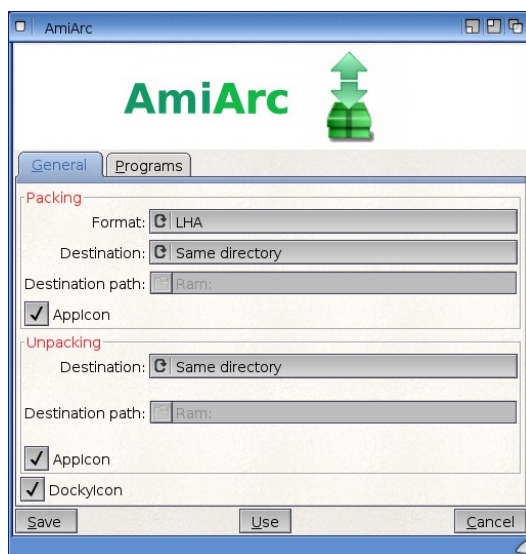 AmiArc
AmiArc
General Programs
Packing
Format: LHA
Destination: Same directory
Destination path: Ram:
AppIcon
Unpacking
Destination: Same directory
Destination path: Ram:
AppIcon
DockyIcon
Save Use Cancel